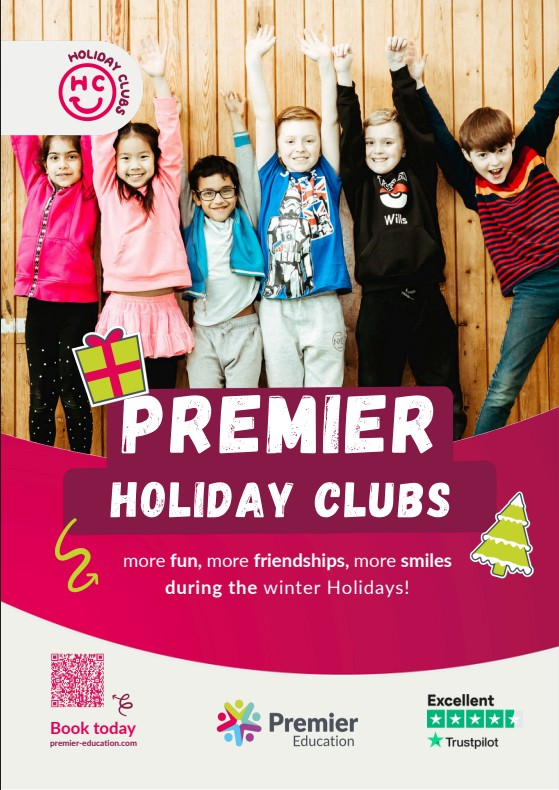 HOLIDAY CLUBS
HC
Wills
PREMIER
HOLIDAY CLUBS
more fun, more friendships, more smiles
during the winter Holidays!
Book today
premier-education.com
Premier
Education
Excellent
Trustpilot